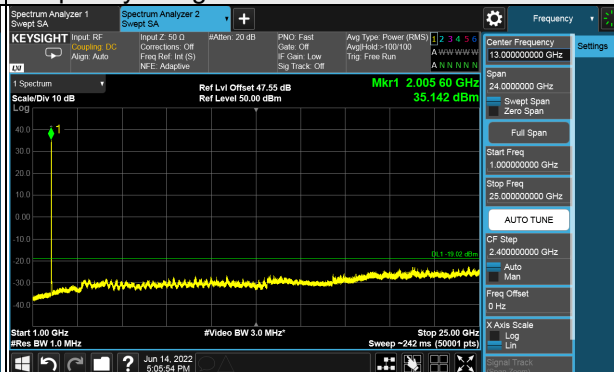 Spectrum Analyzer 1
Swept SA
Spectrum Analyzer 2
Swept SA
Frequency
KEYSIGHT
Input: RF
Coupling: DC
Align: Auto
Input Z: 50 Ω
Corrections: Off
Freq Ref: Int (S)
NFE: Adaptive
#Atten: 20 dB
PNO: Fast
Gate: Off
IF Gain: Low
Sig Track: Off
Avg Type: Power (RMS)
Avg|Hold:>100/100
Trig: Free Run
1 2 3 4 5 6
A W W W W W
A N N N N N
LXI
1 Spectrum
Scale/Div 10 dB
Log
Ref Lvl Offset 47.55 dB
Ref Level 50.00 dBm
Mkr1 2.005 60 GHz
35.142 dBm
40.0
30.0
20.0
10.0
0.00
-10.0
-20.0
-30.0
-40.0
1
DL1 -19.02 dBm
Start 1.00 GHz
#Res BW 1.0 MHz
#Video BW 3.0 MHz*
Stop 25.00 GHz
Sweep ~242 ms (50001 pts)
?
Jun 14, 2022
5:05:54 PM
Center Frequency
13.000000000 GHz
Settings
Span
24.0000000 GHz
Swept Span
Zero Span
Full Span
Start Freq
1.000000000 GHz
Stop Freq
25.000000000 GHz
AUTO TUNE
CF Step
2.400000000 GHz
Auto
Man
Freq Offset
0 Hz
X Axis Scale
Log
Lin
Signal Track